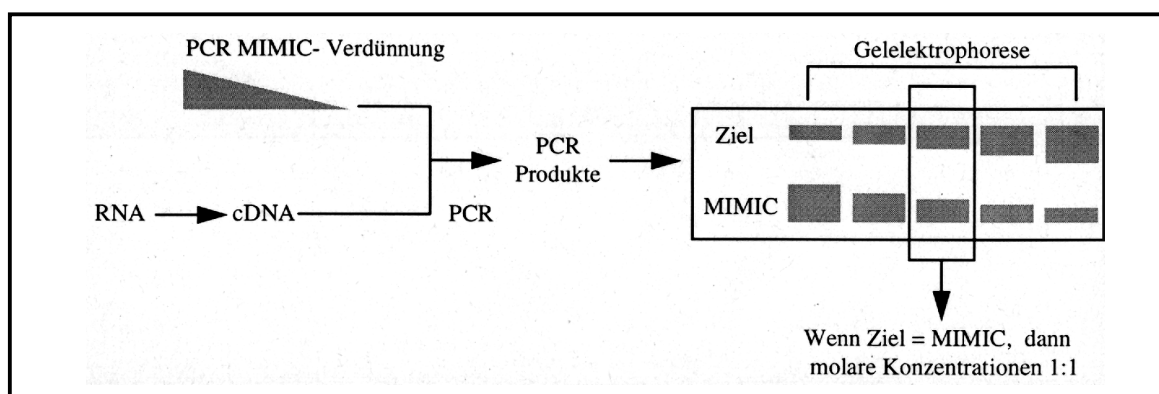 PCR MIMIC- Verdünnung
Gelelektrophorese
Ziel
PCR
Produkte
MIMIC
RNA
cDNA
PCR
Wenn Ziel = MIMIC, dann
molare Konzentrationen 1:1